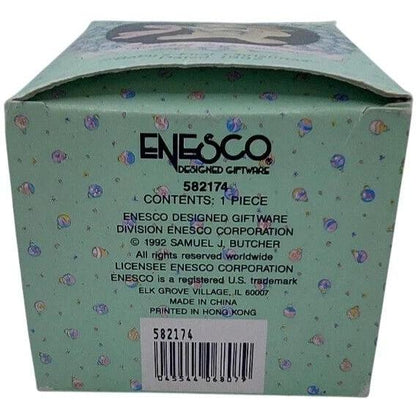 ENESCO®
DESIGNED GIFTWARE
582174
CONTENTS: 1 PIECE
ENESCO DESIGNED GIFTWARE
DIVISION ENESCO CORPORATION
© 1992 SAMUEL J. BUTCHER
All rights reserved worldwide
LICENSEE ENESCO CORPORATION
ENESCO is a registered U.S. trademark
ELK GROVE VILLAGE, IL 60007
MADE IN CHINA
PRINTED IN HONG KONG
582174
045544 068079